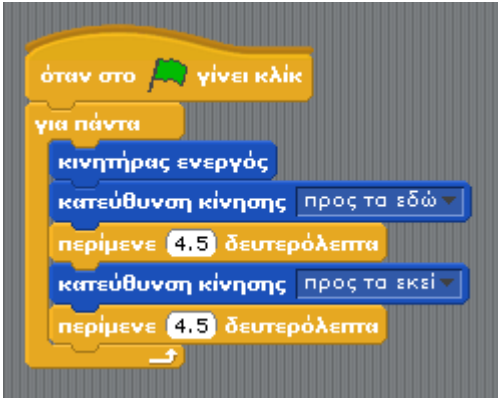 όταν στο γίνει κλίκ
για πάντα
κινητήρας ενεργός
κατεύθυνση κίνησης προς τα εδώ
περίμενε 4.5 δευτερόλεπτα
κατεύθυνση κίνησης προς τα εκεί
περίμενε 4.5 δευτερόλεπτα